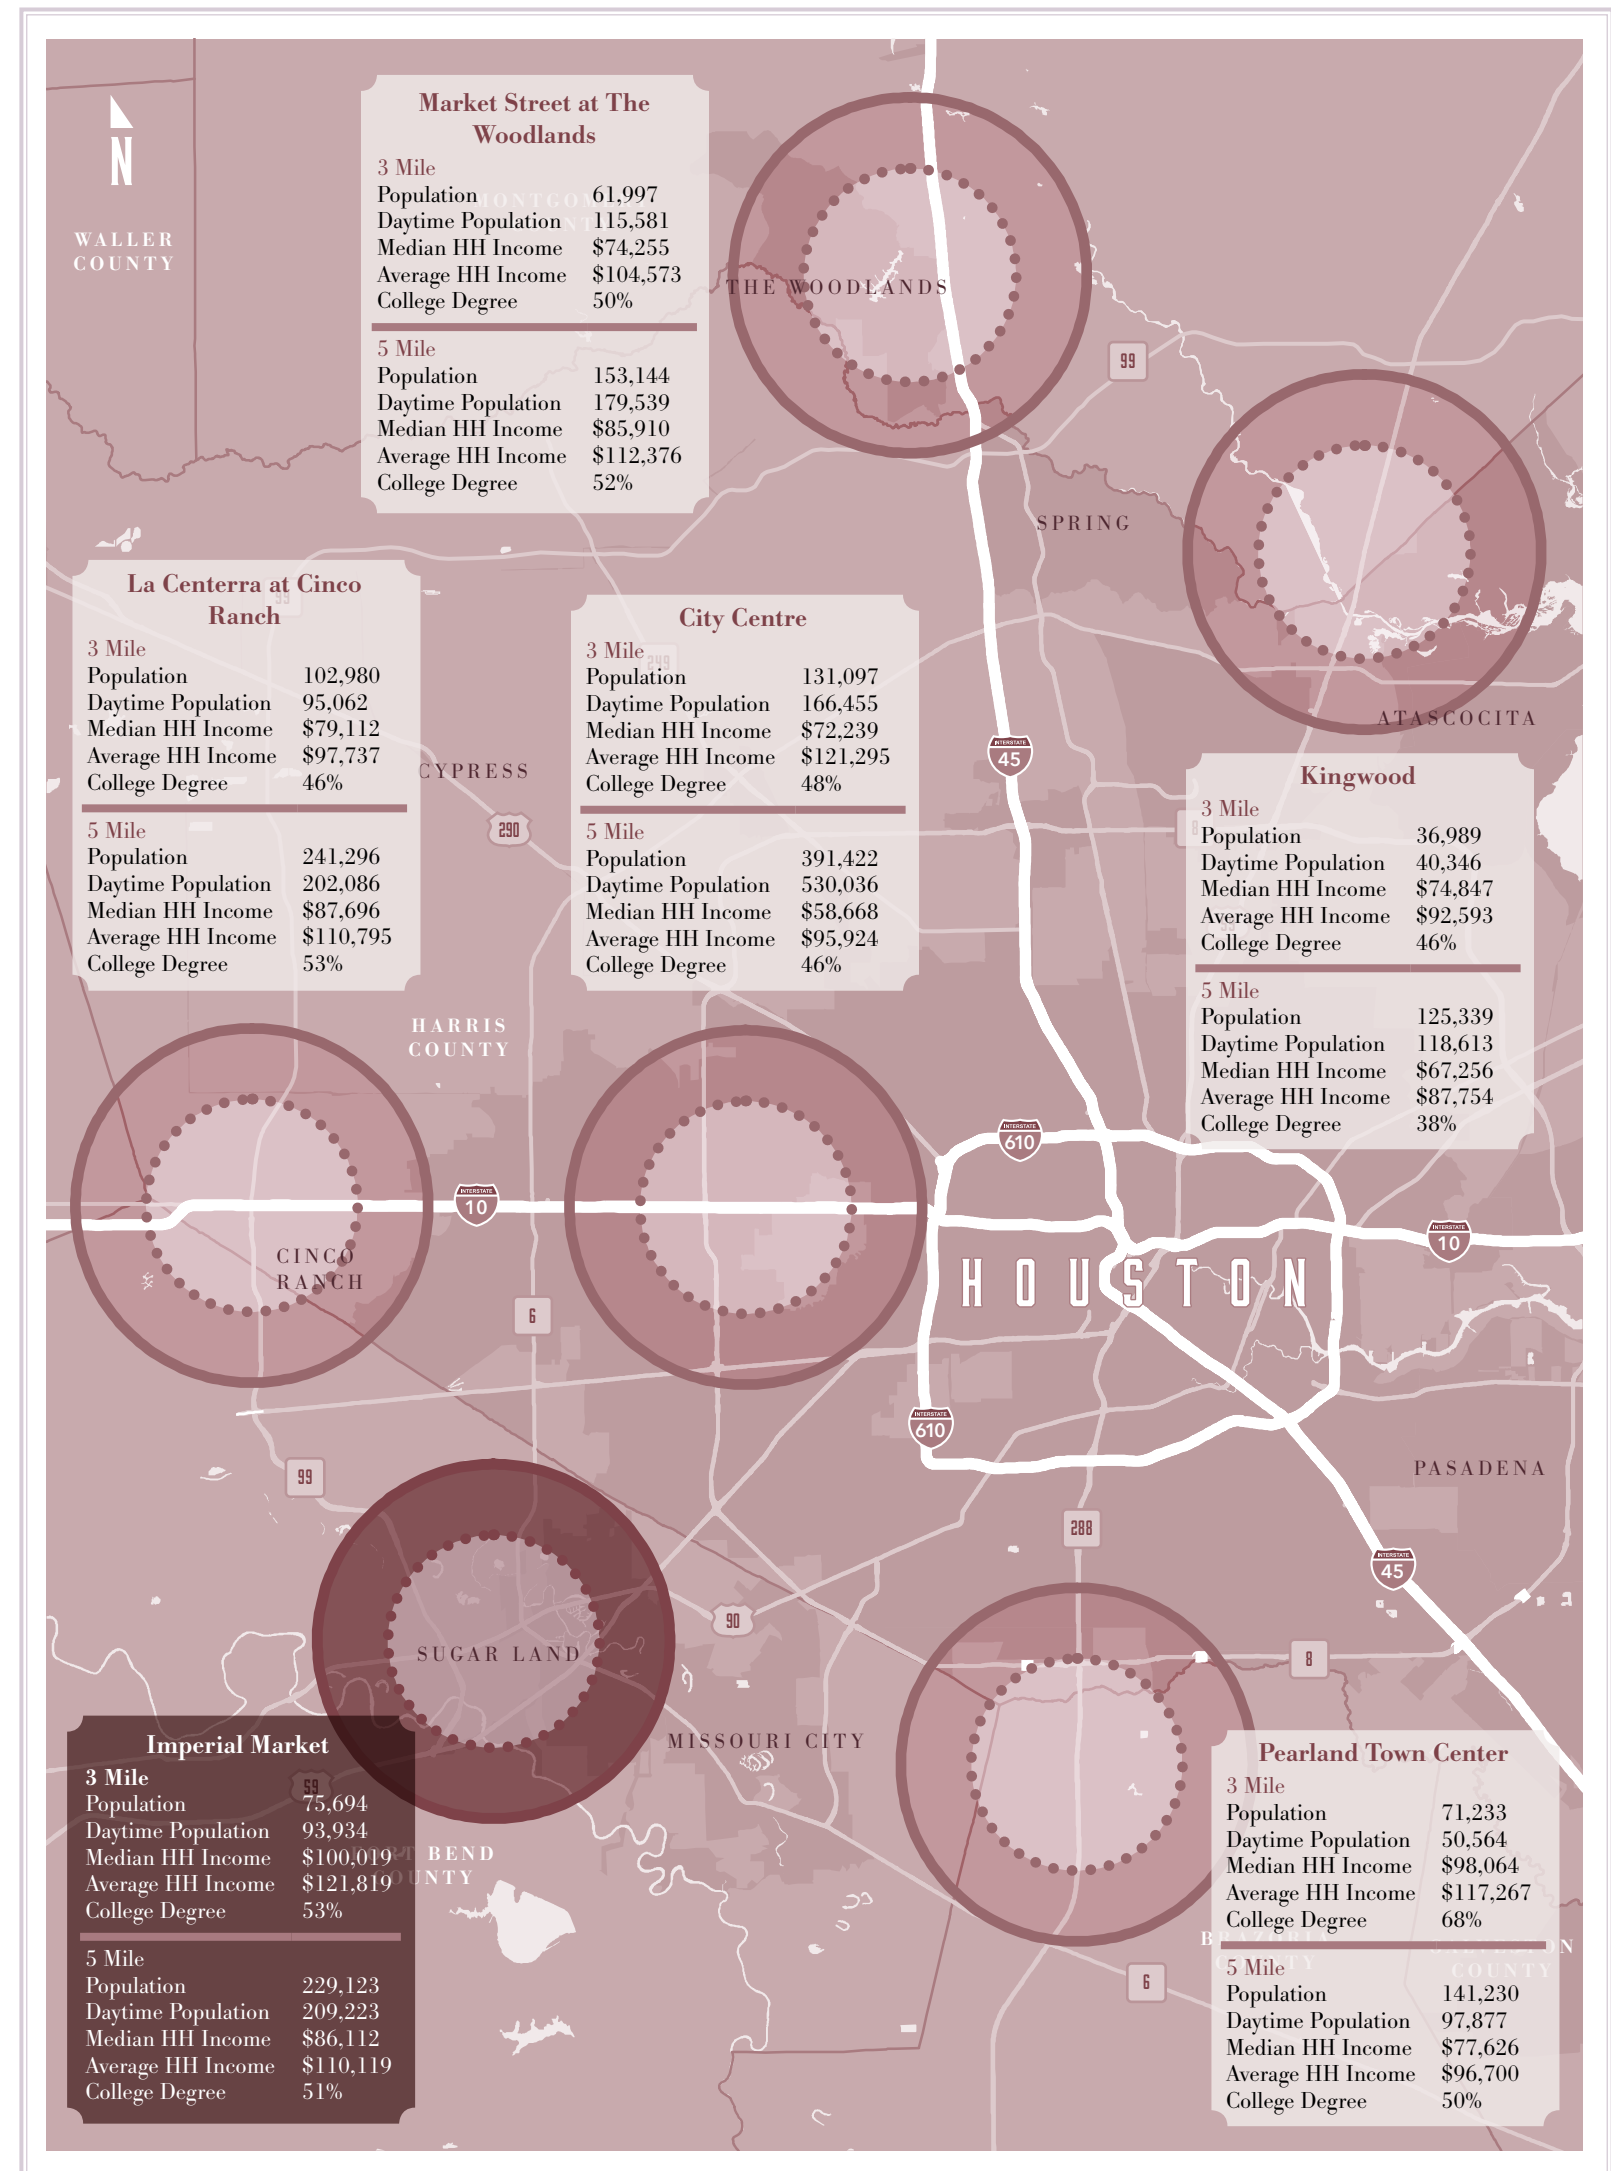 Market Street at The
Woodlands
3 Mile
Population 61,997
Daytime Population 115,581
Median HH Income $74,255
Average HH Income $104,573
College Degree 50%
5 Mile
Population 153,144
Daytime Population 179,539
Median HH Income $85,910
Average HH Income $112,376
College Degree 52%
N
WALLER
COUNTY
THE WOODLANDS
99
SPRING
La Centerra at Cinco
Ranch
3 Mile
Population 102,980
Daytime Population 95,062
Median HH Income $79,112
Average HH Income $97,737
College Degree 46%
5 Mile
Population 241,296
Daytime Population 202,086
Median HH Income $87,696
Average HH Income $110,795
College Degree 53%
99
CYPRESS
290
City Centre
3 Mile
Population 131,097
Daytime Population 166,455
Median HH Income $72,239
Average HH Income $121,295
College Degree 48%
5 Mile
Population 391,422
Daytime Population 530,036
Median HH Income $58,668
Average HH Income $95,924
College Degree 46%
249
INTERSTATE
45
ATASCOCITA
Kingwood
3 Mile
Population 36,989
Daytime Population 40,346
Median HH Income $74,847
Average HH Income $92,593
College Degree 46%
5 Mile
Population 125,339
Daytime Population 118,613
Median HH Income $67,256
Average HH Income $87,754
College Degree 38%
8
HARRIS
COUNTY
INTERSTATE
610
INTERSTATE
10
INTERSTATE
10
CINCO
RANCH
HOUSTON
6
INTERSTATE
610
99
PASADENA
288
INTERSTATE
45
90
SUGAR LAND
8
MISSOURI CITY
Imperial Market
3 Mile
Population 75,694
Daytime Population 93,934
Median HH Income $100,019
Average HH Income $121,819
College Degree 53%
5 Mile
Population 229,123
Daytime Population 209,223
Median HH Income $86,112
Average HH Income $110,119
College Degree 51%
59
BEND
COUNTY
Pearland Town Center
3 Mile
Population 71,233
Daytime Population 50,564
Median HH Income $98,064
Average HH Income $117,267
College Degree 68%
5 Mile
Population 141,230
Daytime Population 97,877
Median HH Income $77,626
Average HH Income $96,700
College Degree 50%
COUNTY
6